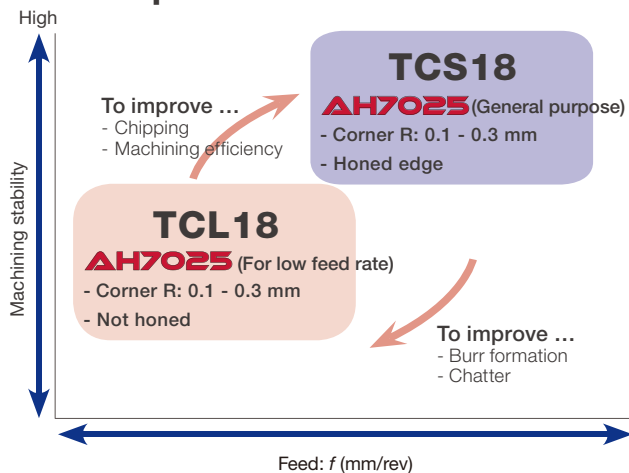 High
TCS18
AH7025 (General purpose)
- Corner R: 0.1 - 0.3 mm
- Honed edge
To improve ...
- Chipping
- Machining efficiency
TCL18
AH7025 (For low feed rate)
- Corner R: 0.1 - 0.3 mm
- Not honed
To improve ...
- Burr formation
- Chatter
Machining stability
Feed: f (mm/rev)